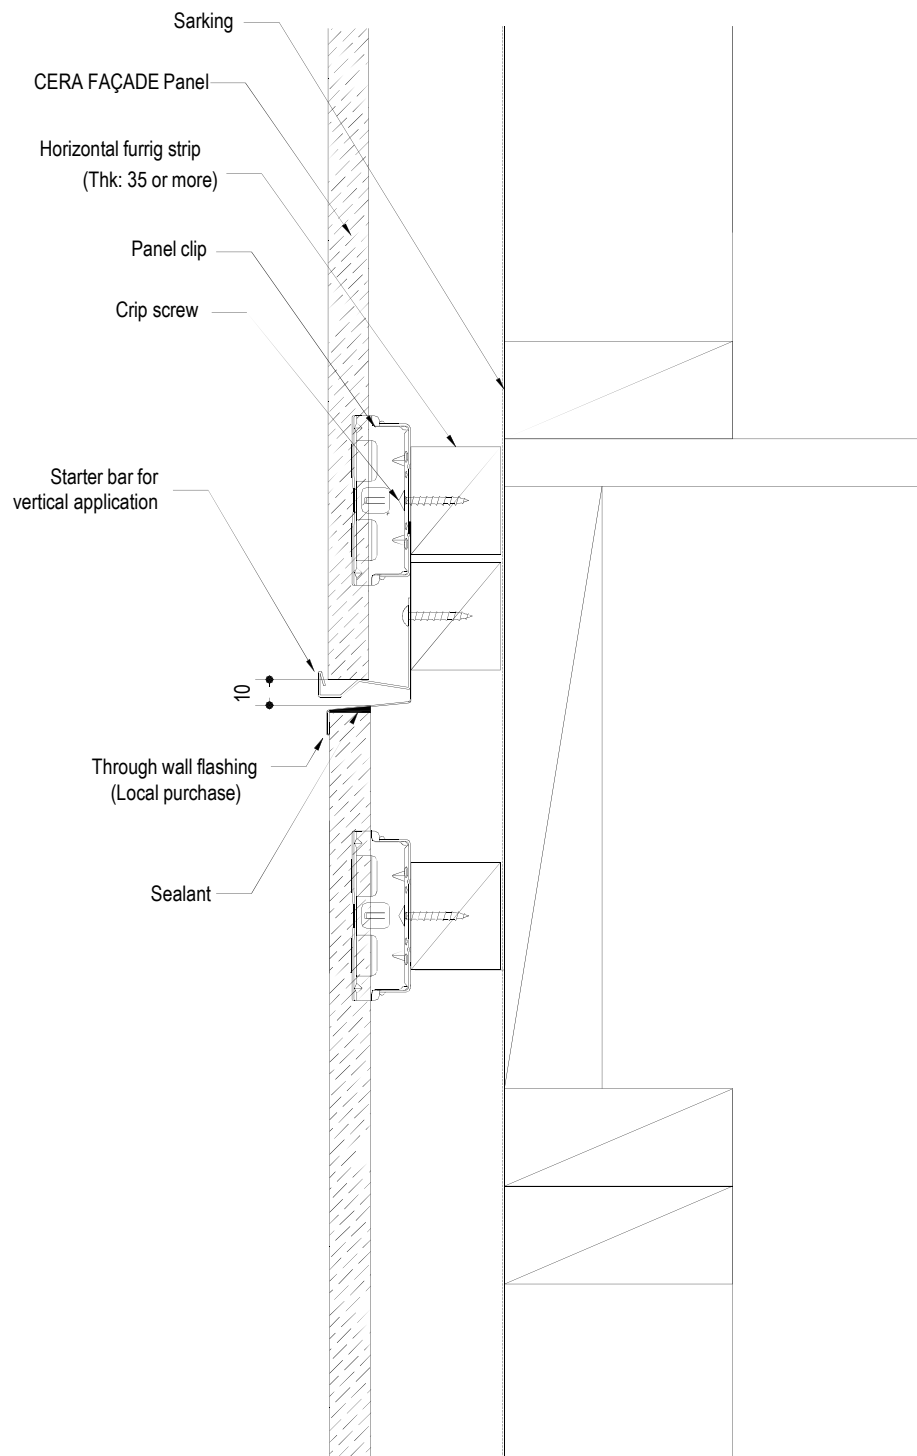 Sarking
CERA FAÇADE Panel
Horizontal furrig strip
(Thk: 35 or more)
Panel clip
Crip screw
Starter bar for
vertical application
10
Through wall flashing
(Local purchase)
Sealant